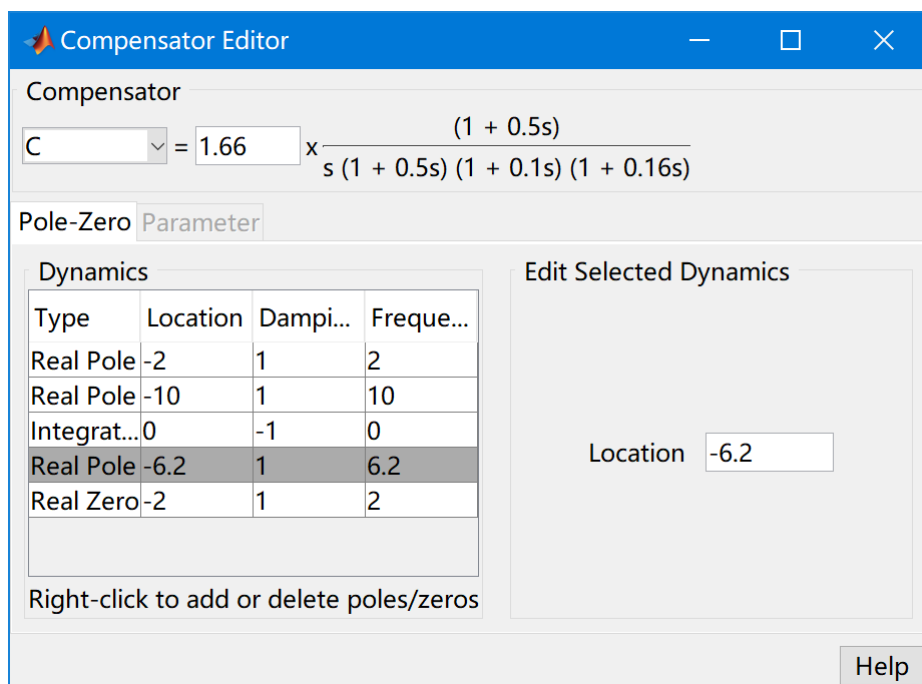 Compensator Editor
Compensator
C = 1.66 x (1 + 0.5s)
s (1 + 0.5s) (1 + 0.1s) (1 + 0.16s)
Pole-Zero Parameter
Dynamics
Type Location Dampi... Freque...
Real Pole -2 1 2
Real Pole -10 1 10
Integrat... 0 -1 0
Real Pole -6.2 1 6.2
Real Zero -2 1 2
Right-click to add or delete poles/zeros
Edit Selected Dynamics
Location -6.2
Help